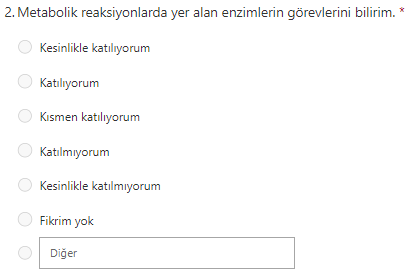 2. Metabolik reaksiyonlarda yer alan enzimlerin görevlerini bilirim. *
Kesinlikle katılıyorum
Katılıyorum
Kısmen katılıyorum
Katılmıyorum
Kesinlikle katılmıyorum
Fikrim yok
Diğer